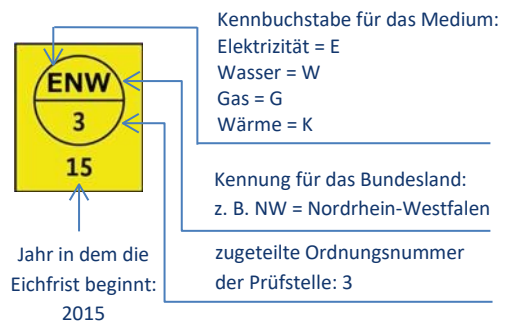 Kennbuchstabe für das Medium:
Elektrizität = E
Wasser = W
Gas = G
Wärme = K
ENW
3
15
Kennung für das Bundesland:
z. B. NW = Nordrhein-Westfalen
Jahr in dem die
Eichfrist beginnt:
2015
zugeteilte Ordnungsnummer
der Prüfstelle: 3